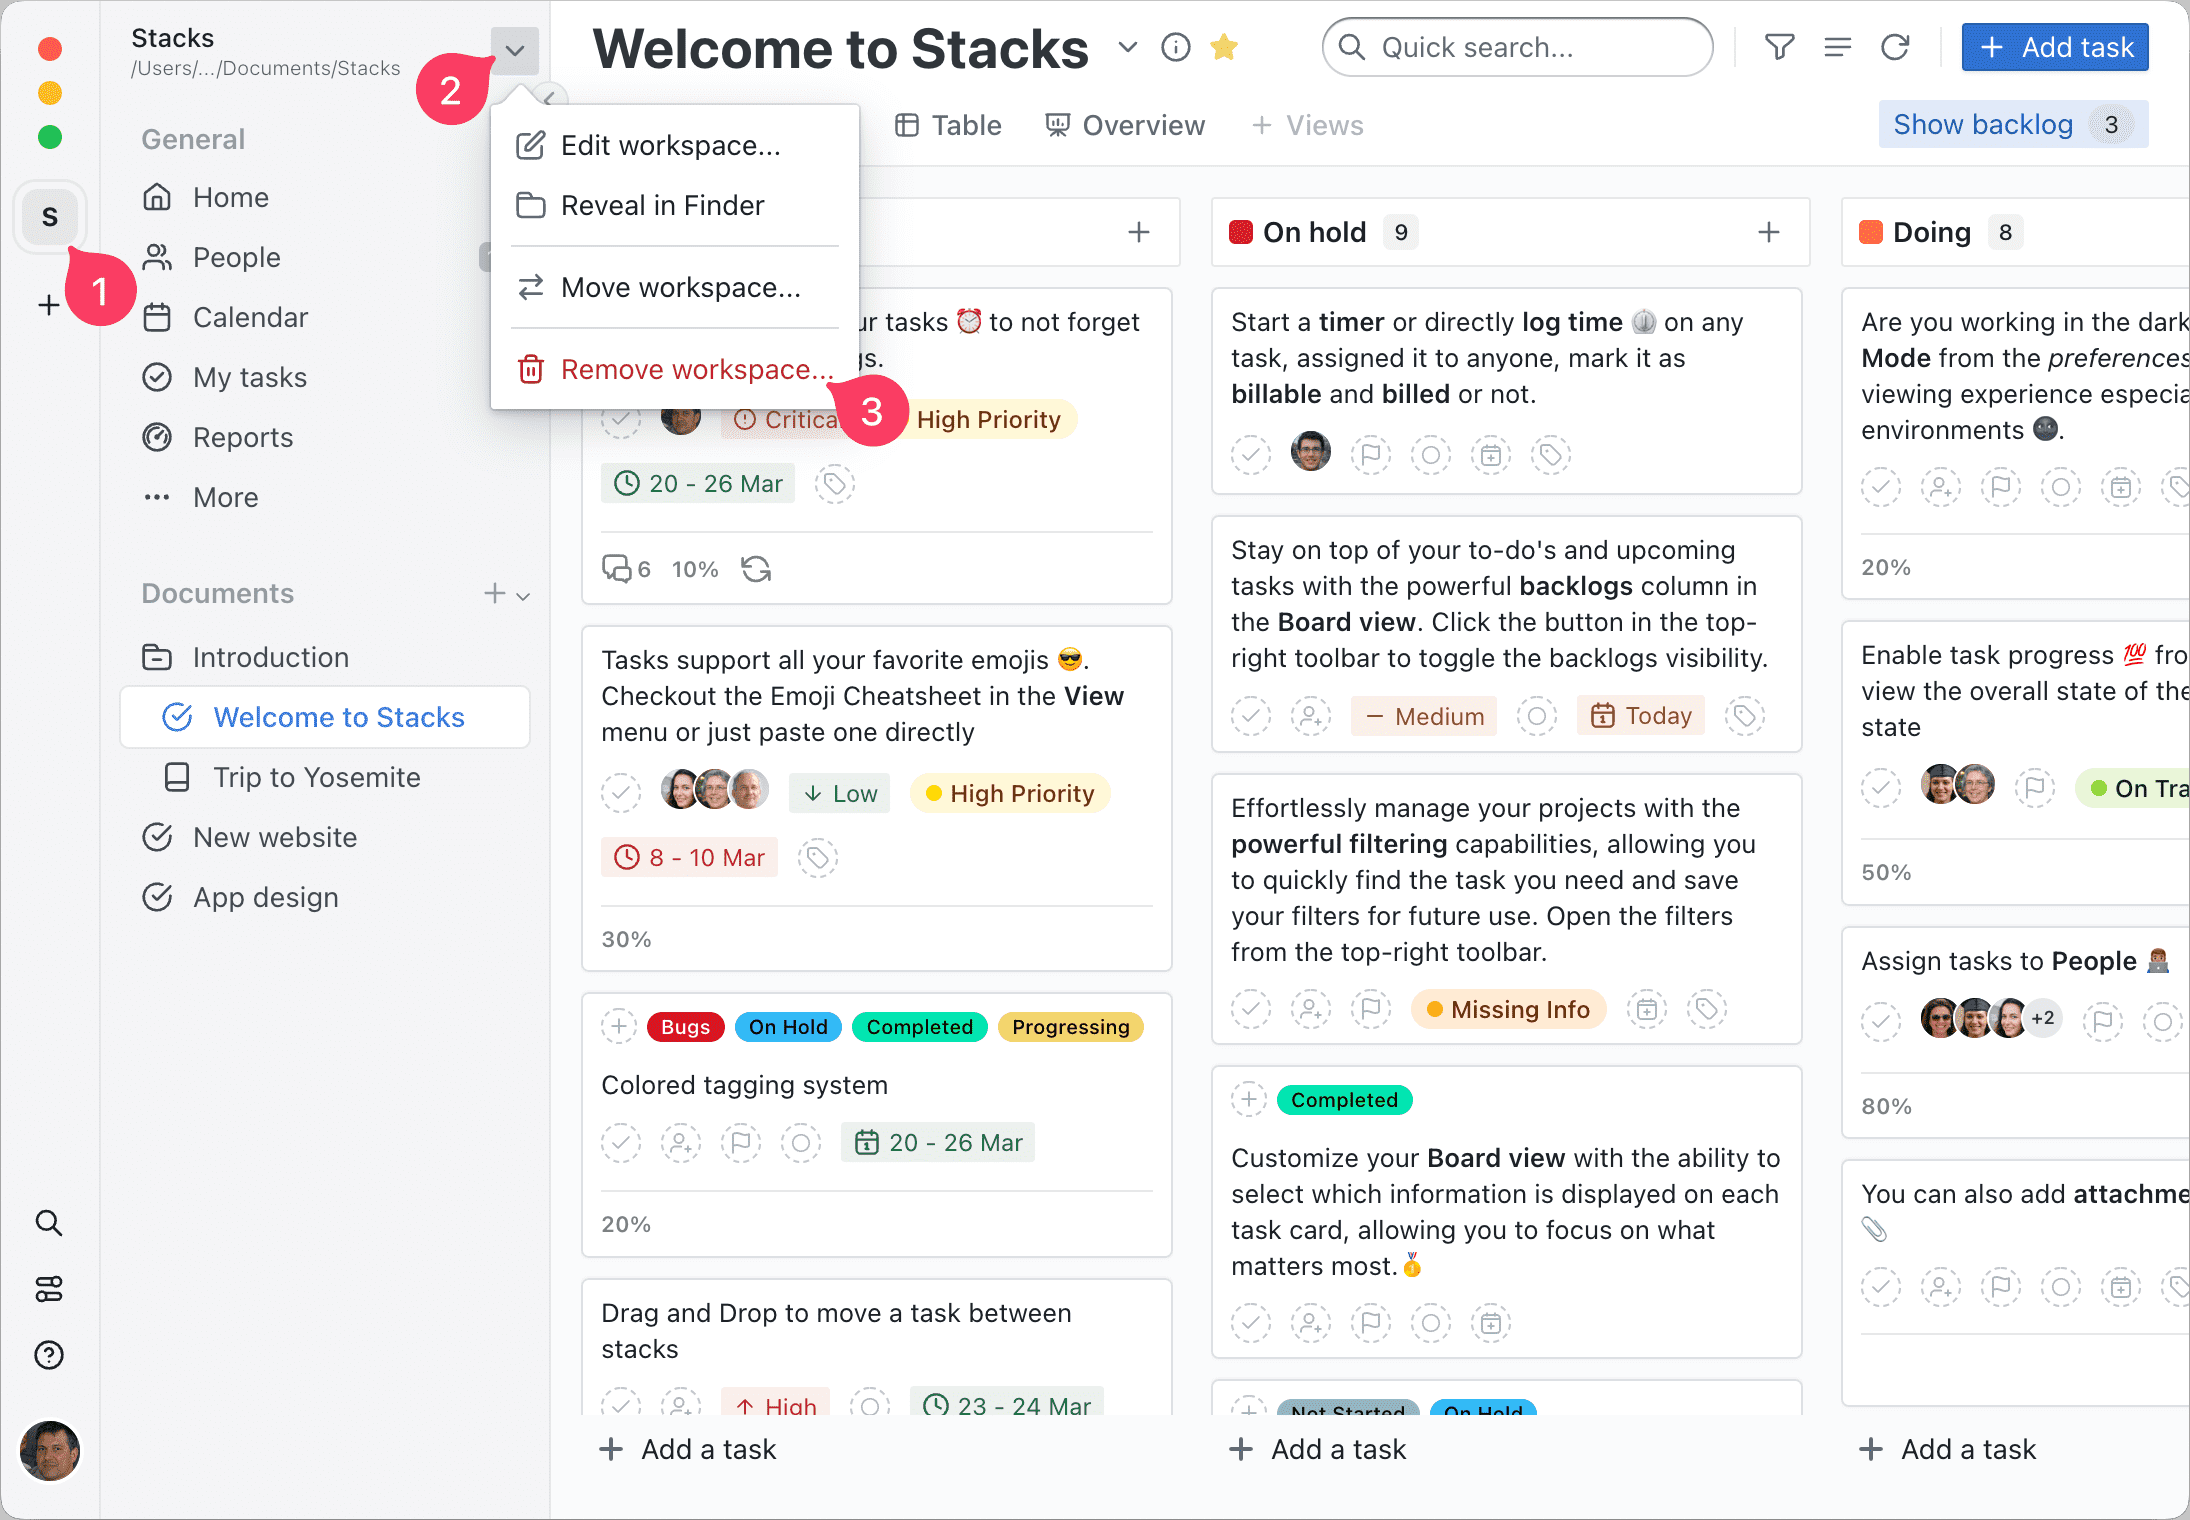 Stacks
/Users/.../Documents/Stacks
S
1
2
3
General
Home
People
Calendar
My tasks
Reports
More
Documents
Introduction
Welcome to Stacks
Trip to Yosemite
New website
App design
Edit workspace...
Reveal in Finder
Move workspace...
Remove workspace...
Welcome to Stacks
Quick search...
Add task
Table
Overview
Views
Show backlog 3
tasks ⏰ to not forget
Critica
High Priority
20 - 26 Mar
6 10%
Tasks support all your favorite emojis 😎.
Checkout the Emoji Cheatsheet in the View
menu or just paste one directly
Low
High Priority
8 - 10 Mar
30%
Bugs On Hold Completed Progressing
Colored tagging system
20 - 26 Mar
20%
Drag and Drop to move a task between
stacks
High
23 - 24 Mar
Add a task
On hold 9
Start a timer or directly log time on any
task, assigned it to anyone, mark it as
billable and billed or not.
Stay on top of your to-do's and upcoming
tasks with the powerful backlogs column in
the Board view. Click the button in the top-
right toolbar to toggle the backlogs visibility.
Medium
Today
Effortlessly manage your projects with the
powerful filtering capabilities, allowing you
to quickly find the task you need and save
your filters for future use. Open the filters
from the top-right toolbar.
Missing Info
Completed
Customize your Board view with the ability to
select which information is displayed on each
task card, allowing you to focus on what
matters most.🏅
Not Started On Hold
Add a task
Doing 8
Are you working in the dark
Mode from the preferences
viewing experience especia
environments 🌚.
20%
Enable task progress 💯 fro
view the overall state of the
state
On Tra
50%
Assign tasks to People 👨🏽‍💻
+2
80%
You can also add attachme
📎
Add a task